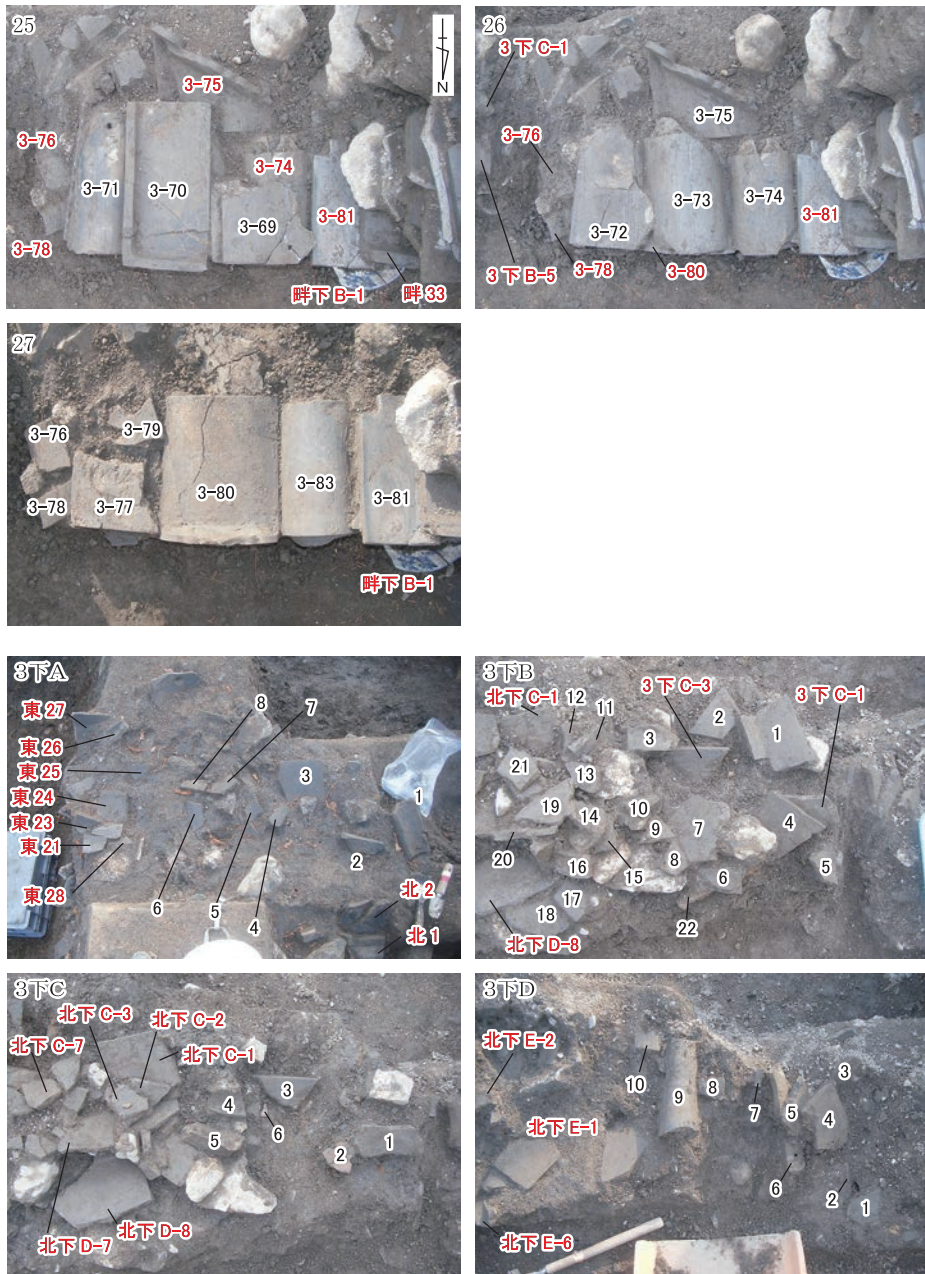 25
3-75
N
3-76
3-71
3-70
3-74
3-69
3-81
3-78
畔下 B-1
畔 33
26
3 下 C-1
3-75
3-76
3-73
3-74
3-81
3-72
3 下 B-5
3-78
3-80
27
3-76
3-79
3-80
3-83
3-81
3-78
3-77
畔下 B-1
3下A
東 27
8
7
東 26
東 25
3
1
東 24
東 23
東 21
2
東 28
6
5
4
北 2
北 1
3下B
北下 C-1
12
11
3 下 C-3
2
3 下 C-1
3
1
21
13
19
14
10
9
7
4
20
16
15
8
6
5
18
17
22
北下 D-8
3下C
北下 C-3
北下 C-2
北下 C-7
北下 C-1
3
4
6
5
2
1
北下 D-8
北下 D-7
3下D
北下 E-2
10
9
8
7
5
3
4
北下 E-1
6
2
1
北下 E-6